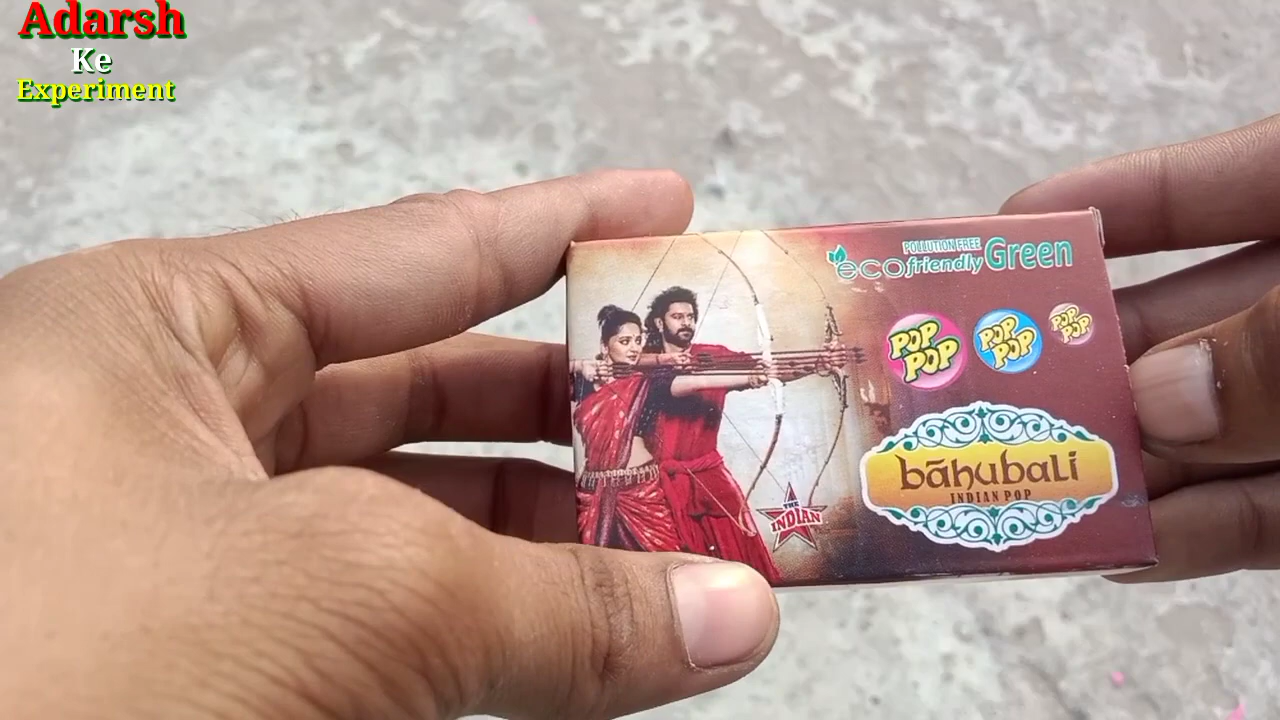 Adarsh
Ke
Experiment
POLLUTION FREE
eco friendly Green
POP
POP
POP
POP
POP
POP
bāhubali
INDIAN POP
THE
INDIAN